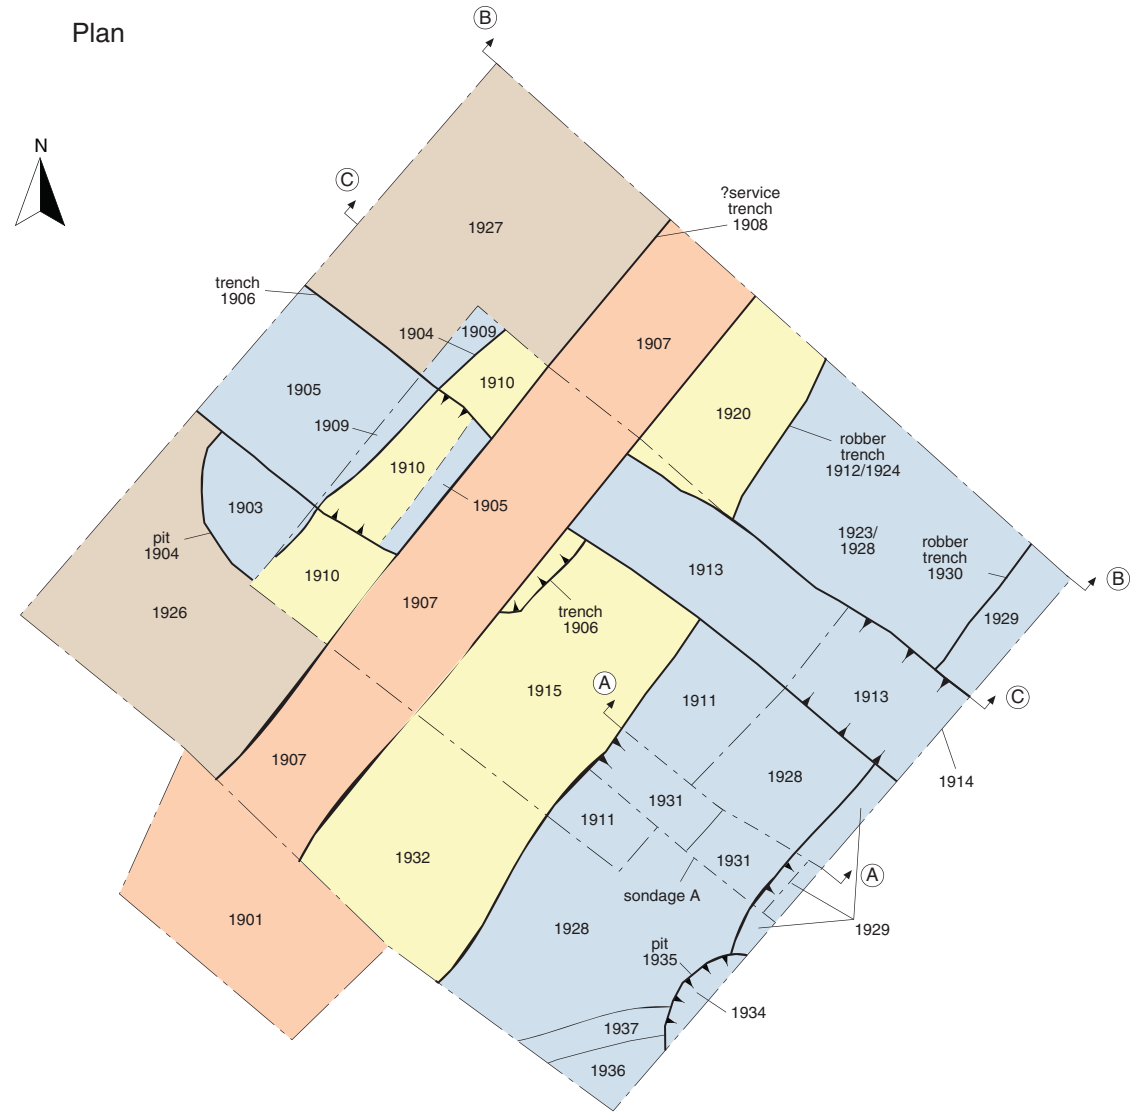 B
Plan
N
C
?service
trench
1908
1927
trench
1906
1904
1909
1907
1910
1905
1920
1909
robber
trench
1912/1924
1910
1905
1903
pit
1904
1923/
1928
robber
trench
1930
1913
1910
B
1907
1926
trench
1906
1929
1915
A
1911
1913
C
1907
1928
1914
1931
1911
1932
1931
A
sondage A
1901
1928
1929
pit
1935
1934
1937
1936